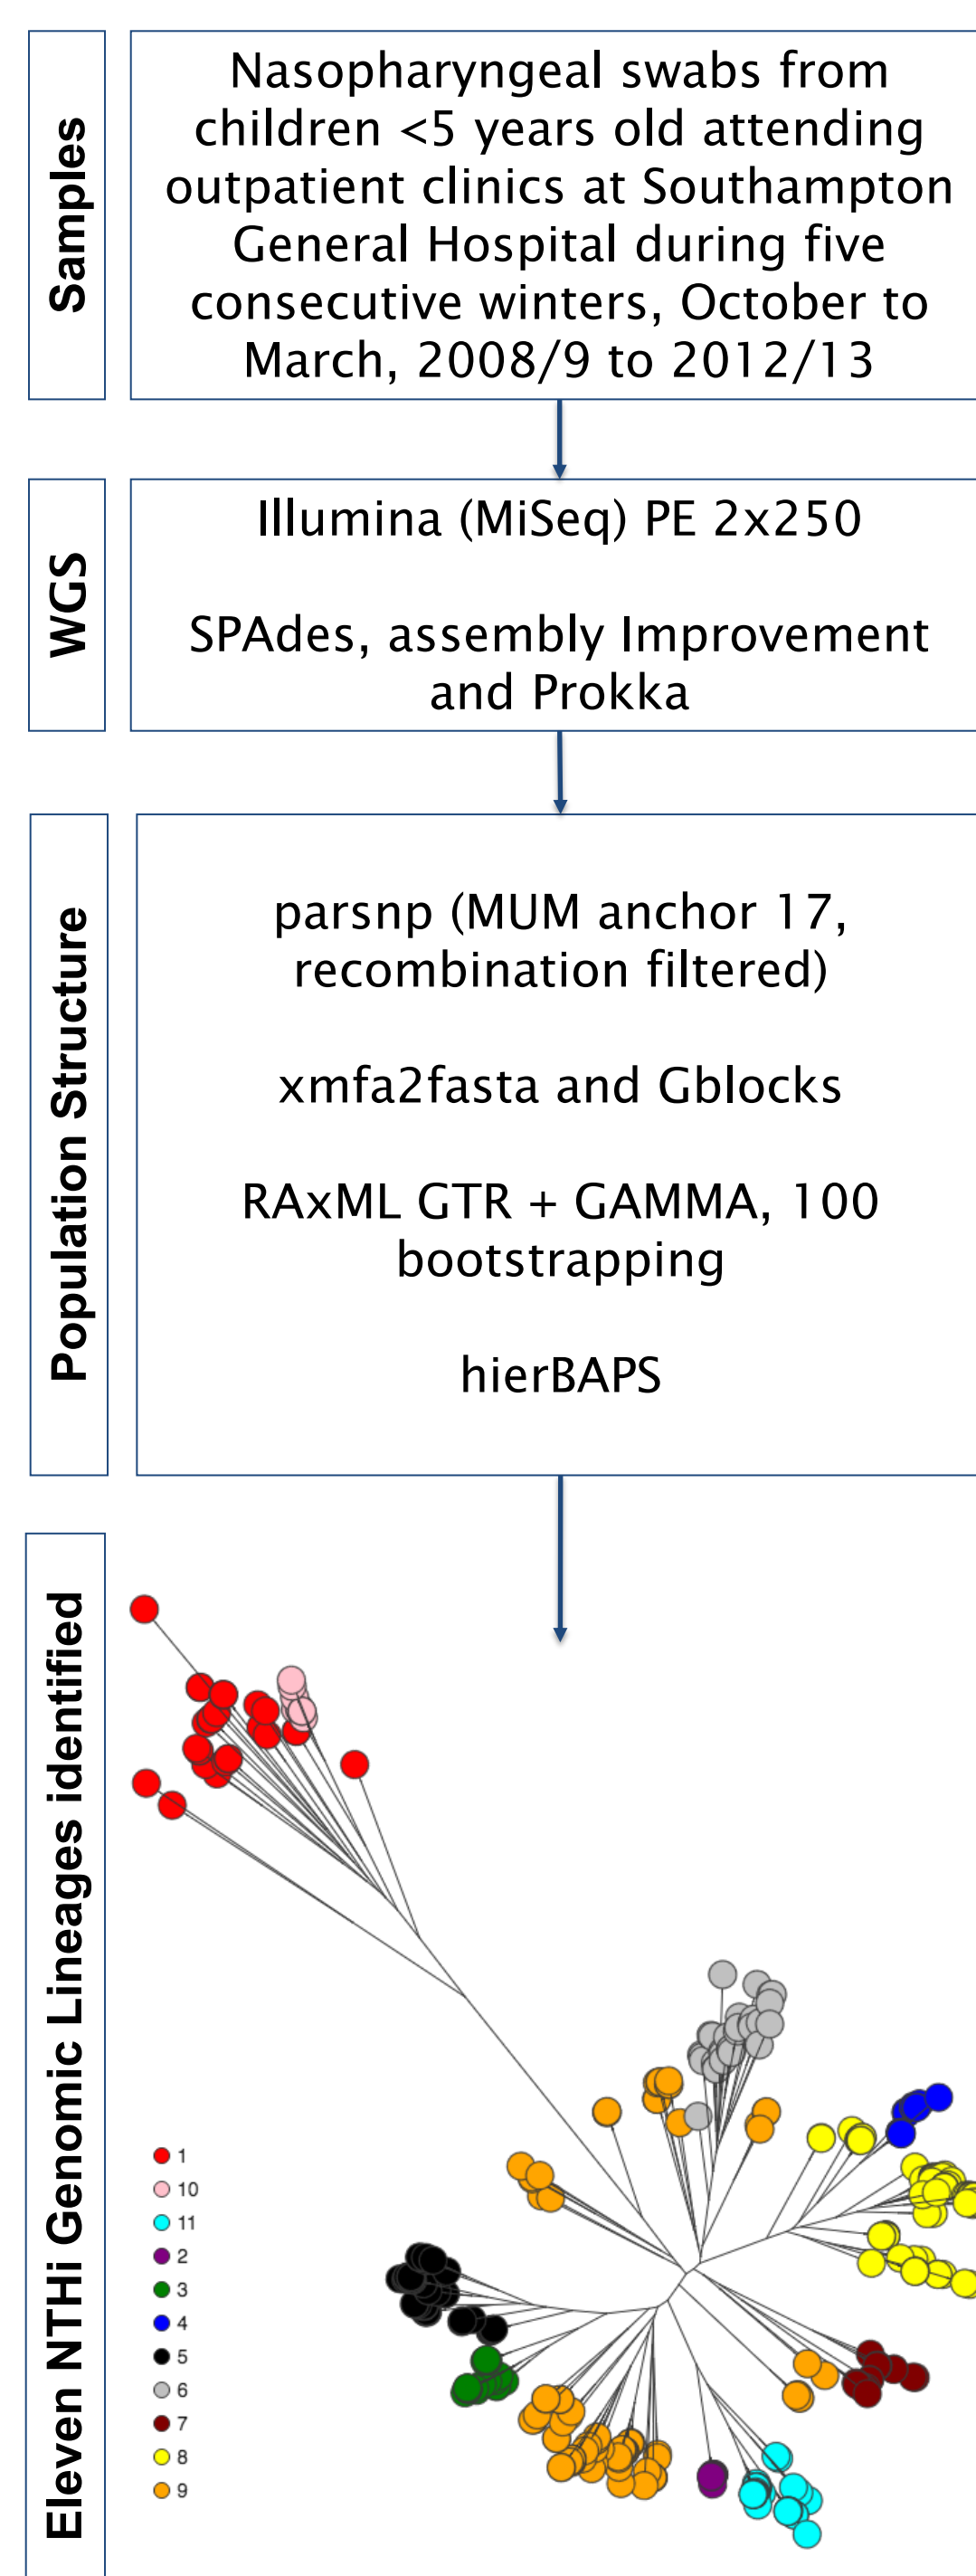 Samples
Nasopharyngeal swabs from
children <5 years old attending
outpatient clinics at Southampton
General Hospital during five
consecutive winters, October to
March, 2008/9 to 2012/13
WGS
Illumina (MiSeq) PE 2x250
SPAdes, assembly Improvement
and Prokka
Population Structure
parsnp (MUM anchor 17,
recombination filtered)
xmfa2fasta and Gblocks
RAxML GTR + GAMMA, 100
bootstrapping
hierBAPS
Eleven NTHi Genomic Lineages identified
1
10
11
2
3
4
5
6
7
8
9